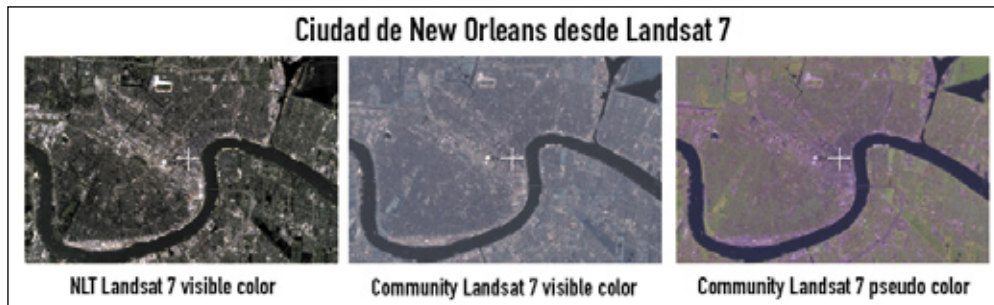 Ciudad de New Orleans desde Landsat 7
NLT Landsat 7 visible color
Community Landsat 7 visible color
Community Landsat 7 pseudo color